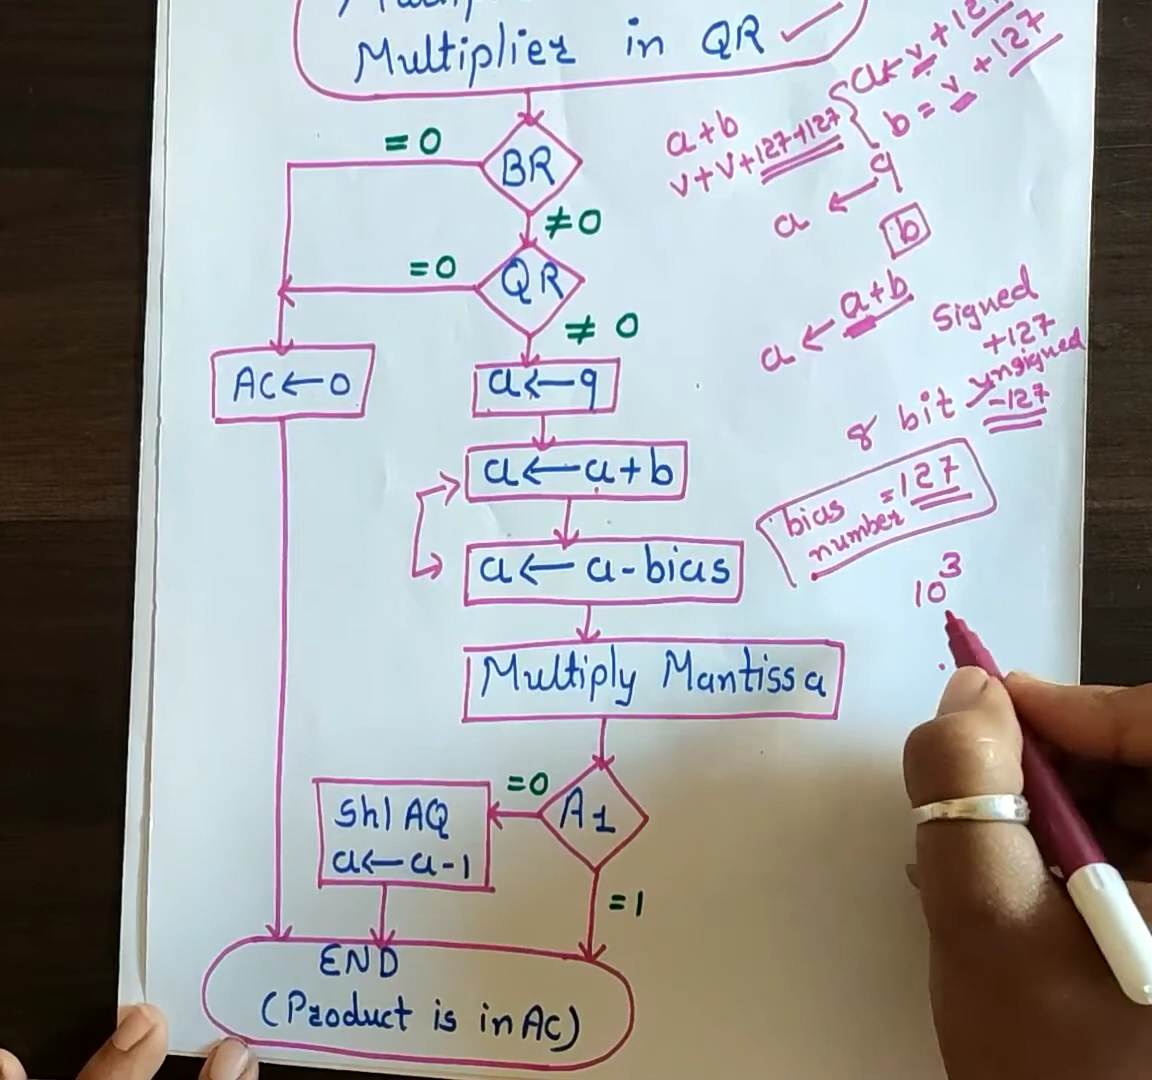 Multiplier in QR
a ← v + 127
b = v + 127
a+b
v+v+127+127
= 0
BR
≠ 0
a ← q
b
= 0
QR
≠ 0
a ← a+b
Signed
+127
unsigned
-127
8 bit
AC ← 0
a ← q
a ← a+b
bias = 127
number
a ← a-bias
10³
Multiply Mantissa
=0
A1
Shl AQ
a ← a-1
=1
END
(Product is in AC)